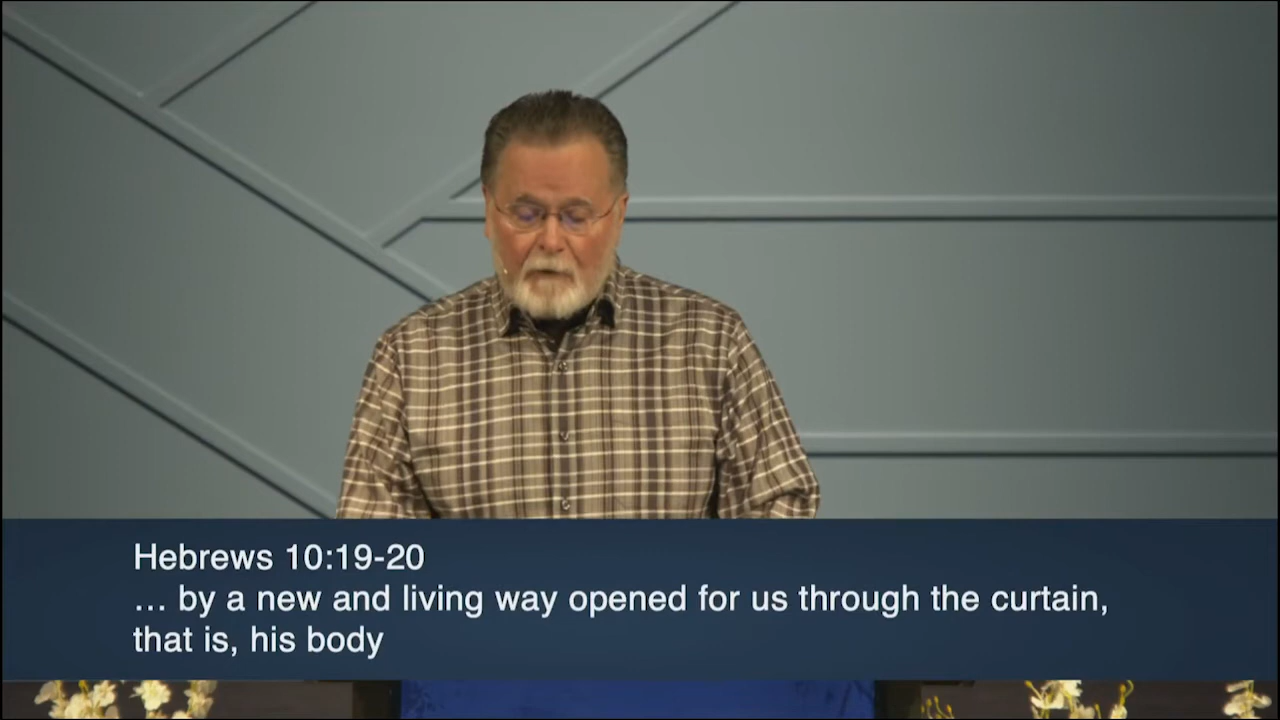 Hebrews 10:19-20
... by a new and living way opened for us through the curtain,
that is, his body